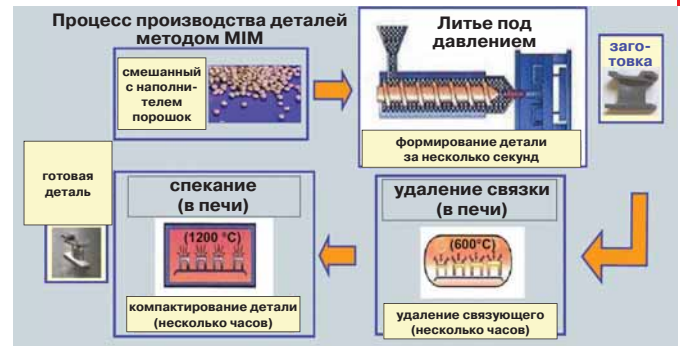 Процесс производства деталей
методом MIM
смешанный
с наполни-
телем
порошок
Литье под
давлением
формирование детали
за несколько секунд
заго-
товка
удаление связки
(в печи)
(600°C)
удаление связующего
(несколько часов)
спекание
(в печи)
(1200 °C)
компактирование детали
(несколько часов)
готовая
деталь